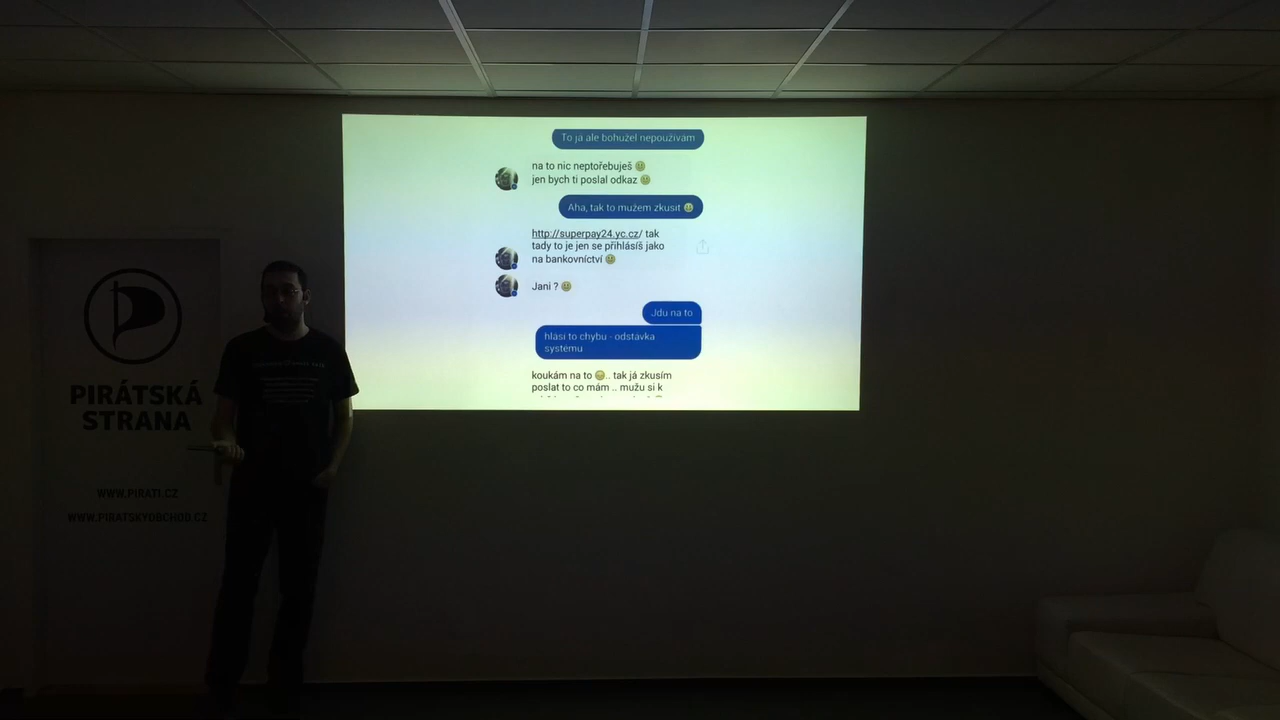 To já ale bohužel nepoužívám
na to nic neptořebuješ
jen bych ti poslal odkaz
Aha, tak to mužem zkusit
http://superpay24.yc.cz/ tak
tady to je jen se přihlásíš jako
na bankovníctví
Jani ?
Jdu na to
hlásí to chybu - odstávka
systému
koukám na to .. tak já zkusím
poslat to co mám .. mužu si k
PIRÁTSKÁ
STRANA
WWW.PIRATI.CZ
WWW.PIRATSKYOBCHOD.CZ